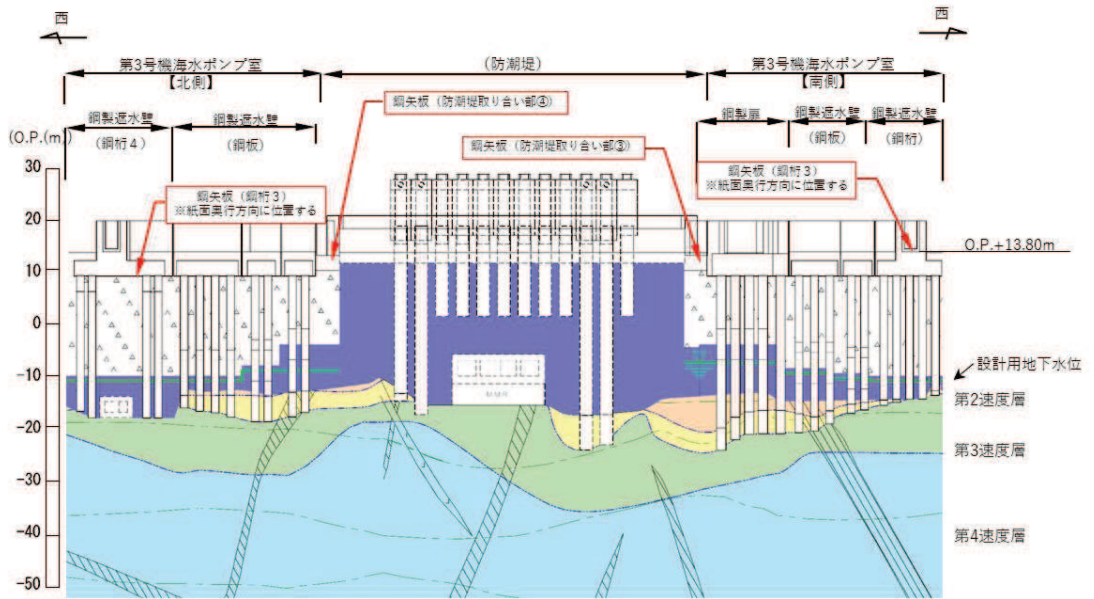 西
西
第3号機海水ポンプ室
【北側】
(防潮堤)
第3号機海水ポンプ室
【南側】
鋼矢板（防潮堤取り合い部④）
鋼製遮水壁
(鋼桁４)
鋼製遮水壁
(鋼板)
鋼製扉
鋼製遮水壁
(鋼板)
鋼製遮水壁
(鋼桁)
鋼矢板（防潮堤取り合い部③）
(O.P.(m)
鋼矢板（鋼桁３）
※紙面奥行方向に位置する
鋼矢板（鋼桁３）
※紙面奥行方向に位置する
30
20
10
0
-10
-20
-30
-40
-50
O.P.+13.80m
設計用地下水位
第2速度層
第3速度層
第4速度層